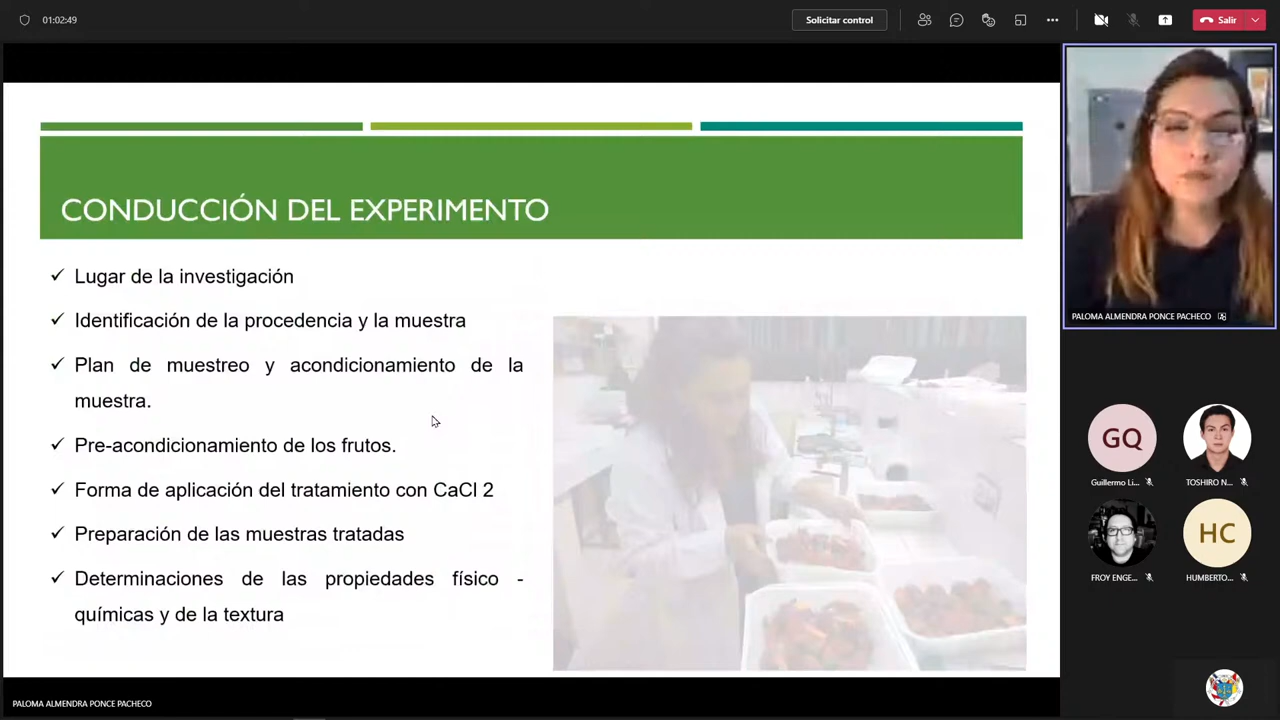 01:02:49
Solicitar control
Salir
CONDUCCIÓN DEL EXPERIMENTO
✓ Lugar de la investigación
✓ Identificación de la procedencia y la muestra
✓ Plan de muestreo y acondicionamiento de la
muestra.
✓ Pre-acondicionamiento de los frutos.
✓ Forma de aplicación del tratamiento con CaCl 2
✓ Preparación de las muestras tratadas
✓ Determinaciones de las propiedades físico -
químicas y de la textura
PALOMA ALMENDRA PONCE PACHECO
GQ
Guillermo Li...
TOSHIRO N...
FROY ENGE...
HC
HUMBERTO...
PALOMA ALMENDRA PONCE PACHECO